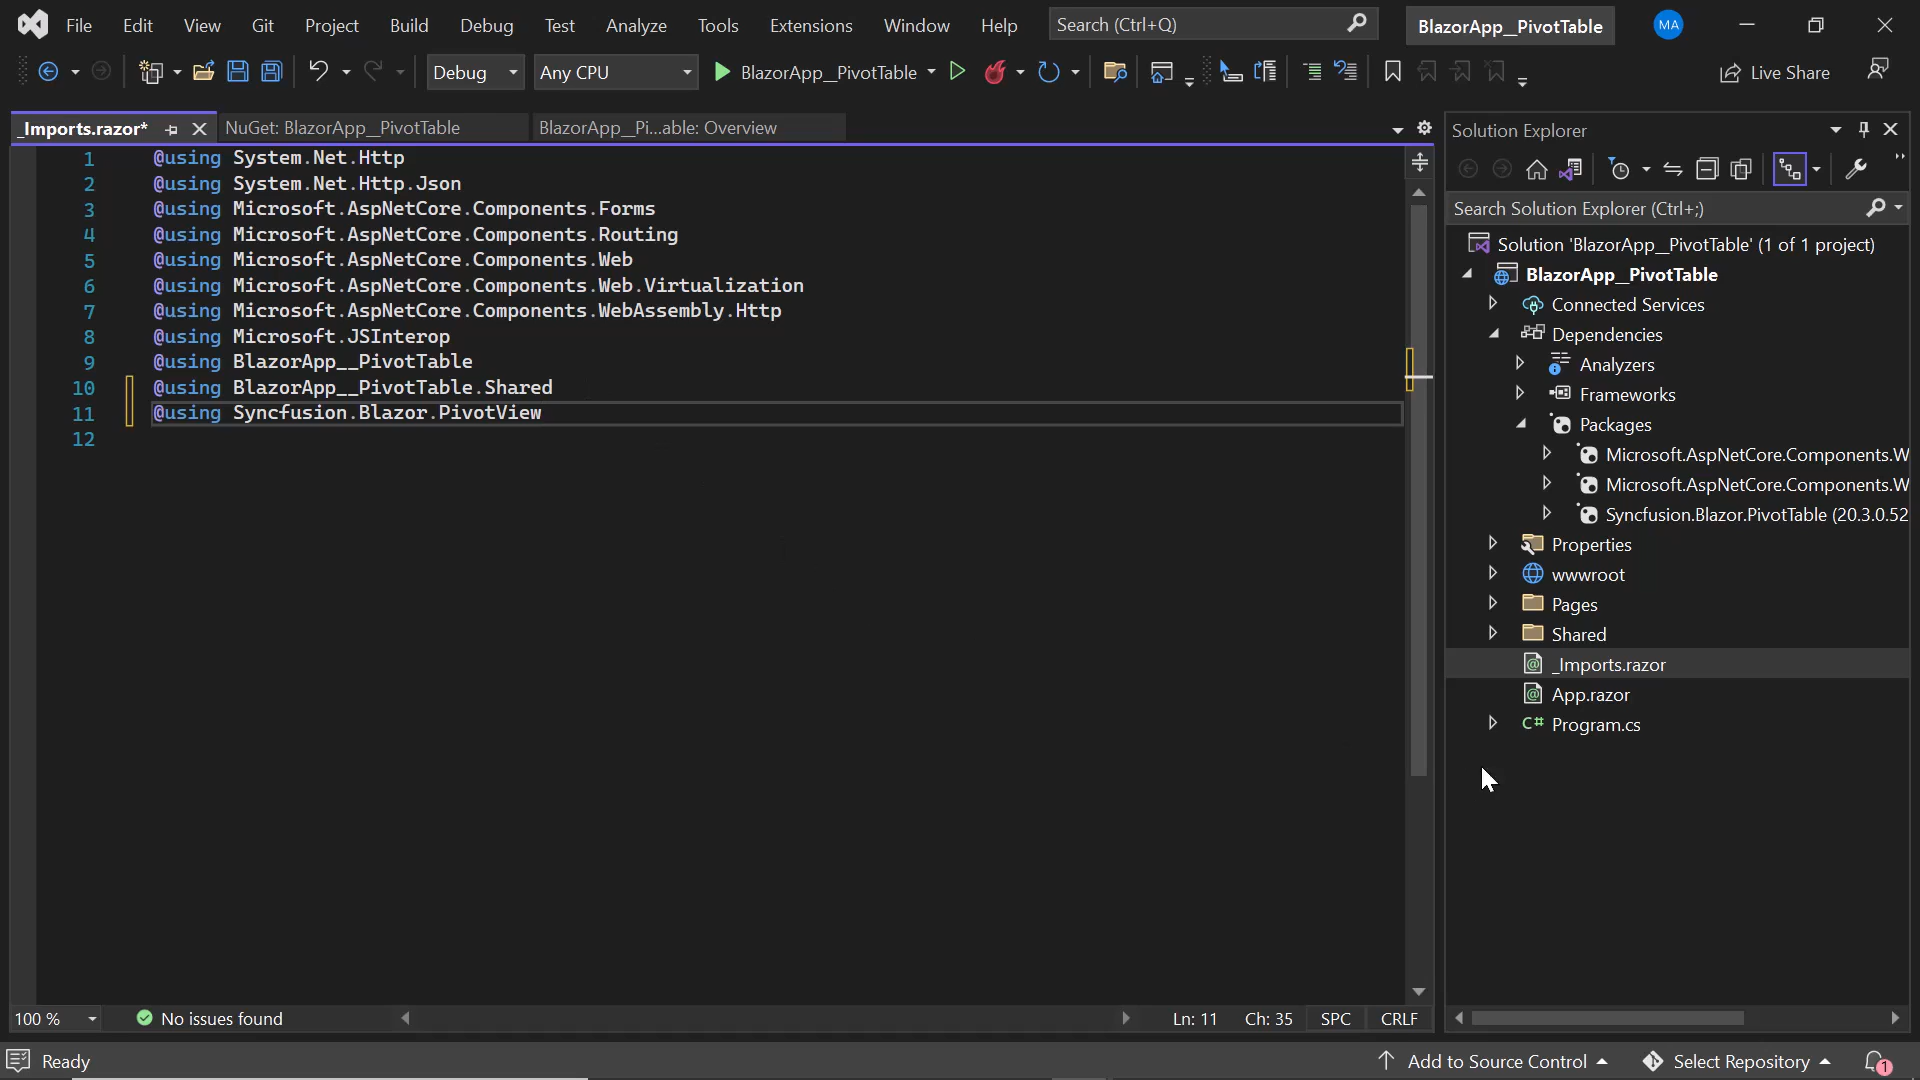 File Edit View Git Project Build Debug Test Analyze Tools Extensions Window Help Search (Ctrl+Q) BlazorApp__PivotTable MA
Debug Any CPU BlazorApp__PivotTable Live Share
_Imports.razor* NuGet: BlazorApp__PivotTable BlazorApp__Pi...able: Overview
1 @using System.Net.Http
2 @using System.Net.Http.Json
3 @using Microsoft.AspNetCore.Components.Forms
4 @using Microsoft.AspNetCore.Components.Routing
5 @using Microsoft.AspNetCore.Components.Web
6 @using Microsoft.AspNetCore.Components.Web.Virtualization
7 @using Microsoft.AspNetCore.Components.WebAssembly.Http
8 @using Microsoft.JSInterop
9 @using BlazorApp__PivotTable
10 @using BlazorApp__PivotTable.Shared
11 @using Syncfusion.Blazor.PivotView
12
Solution Explorer
Search Solution Explorer (Ctrl+;)
Solution 'BlazorApp__PivotTable' (1 of 1 project)
BlazorApp__PivotTable
Connected Services
Dependencies
Analyzers
Frameworks
Packages
Microsoft.AspNetCore.Components.W
Microsoft.AspNetCore.Components.W
Syncfusion.Blazor.PivotTable (20.3.0.52
Properties
wwwroot
Pages
Shared
_Imports.razor
App.razor
C# Program.cs
100 % No issues found Ln: 11 Ch: 35 SPC CRLF
Ready Add to Source Control Select Repository 1